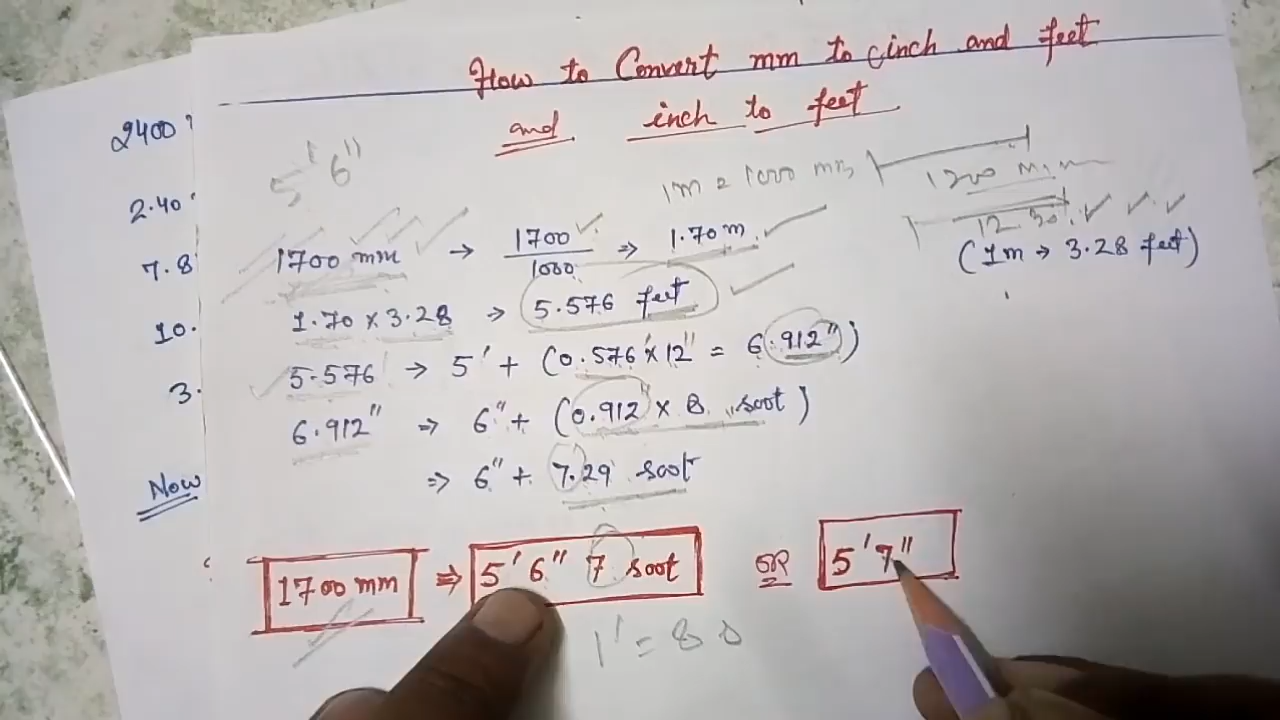 How to Convert mm to inch and feet
and inch to feet
2400
5' 6"
1m = 1000 mm
1200 mm
2.40
1700 mm → 1700/1000 ⇒ 1.70 m.
(1m → 3.28 feet)
7.8
1.70 x 3.28 → 5.576 feet
10.
5.576' → 5' + (0.576' x 12" = 6.912")
3.
6.912" ⇒ 6" + (0.912" x 8 soot)
⇒ 6" + 7.29 soot
Now
1700 mm ⇒ 5' 6" 7 soot OR 5' 7"
1' = 8